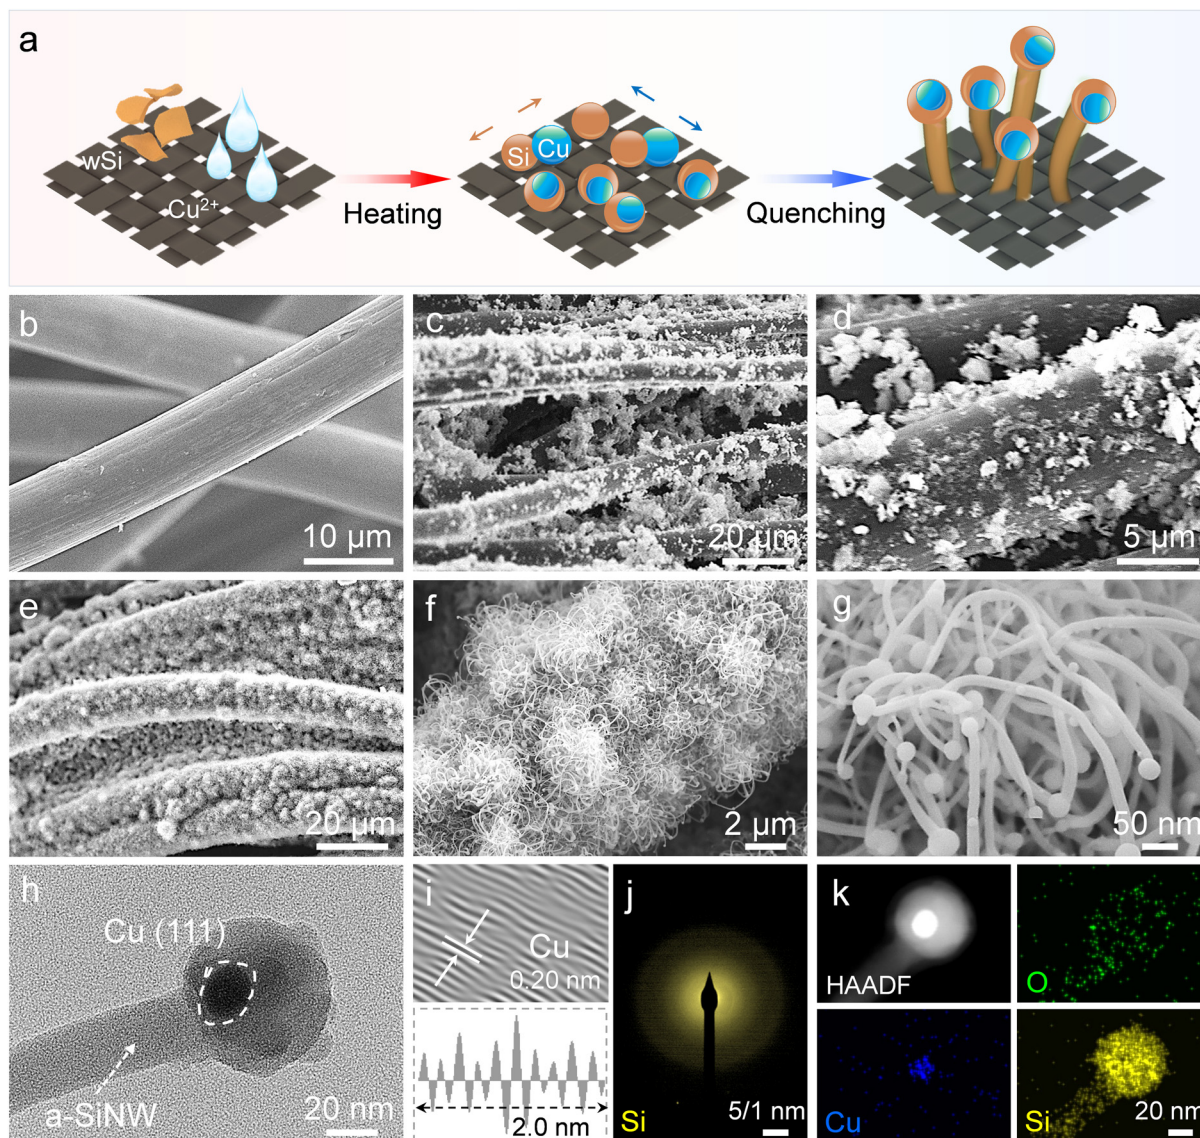 a
wSi
Cu²⁺
Heating
Si
Cu
Quenching
b
10 μm
c
20 μm
d
5 μm
e
20 μm
f
2 μm
g
50 nm
h
Cu (111)
a-SiNW
20 nm
i
Cu
0.20 nm
2.0 nm
j
Si
5/1 nm
k
HAADF
O
Cu
Si
20 nm